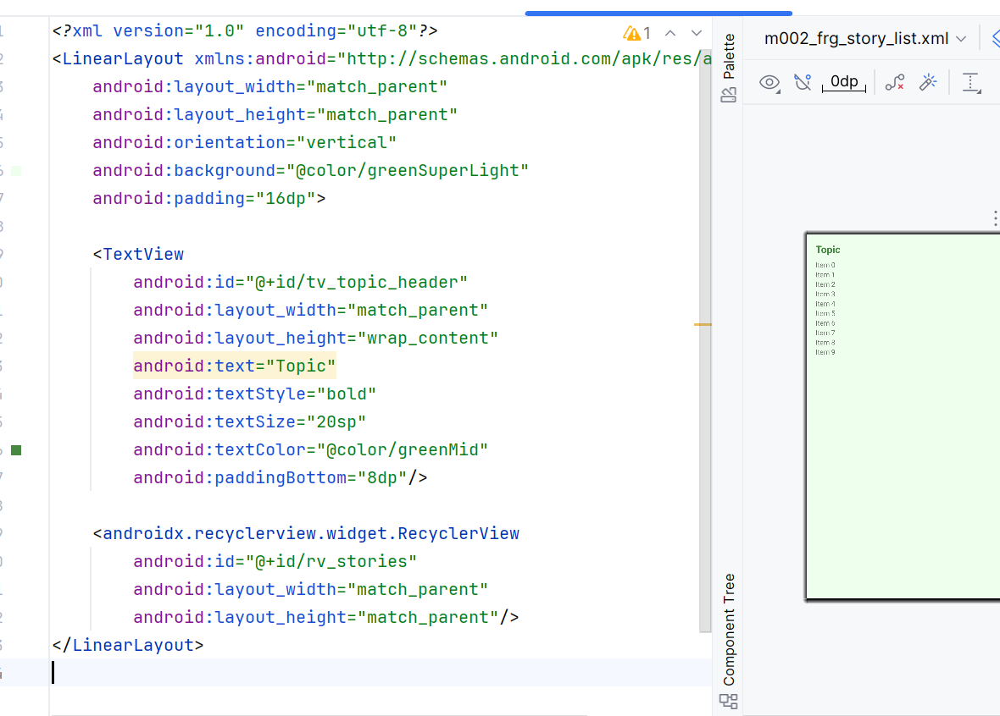 <?xml version="1.0" encoding="utf-8"?>
<LinearLayout xmlns:android="http://schemas.android.com/apk/res/a
android:layout_width="match_parent"
android:layout_height="match_parent"
android:orientation="vertical"
android:background="@color/greenSuperLight"
android:padding="16dp">
<TextView
android:id="@+id/tv_topic_header"
android:layout_width="match_parent"
android:layout_height="wrap_content"
android:text="Topic"
android:textStyle="bold"
android:textSize="20sp"
android:textColor="@color/greenMid"
android:paddingBottom="8dp"/>
<androidx.recyclerview.widget.RecyclerView
android:id="@+id/rv_stories"
android:layout_width="match_parent"
android:layout_height="match_parent"/>
</LinearLayout>
1
Palette
Component Tree
m002_frg_story_list.xml
0dp
Topic
Item 0
Item 1
Item 2
Item 3
Item 4
Item 5
Item 6
Item 7
Item 8
Item 9